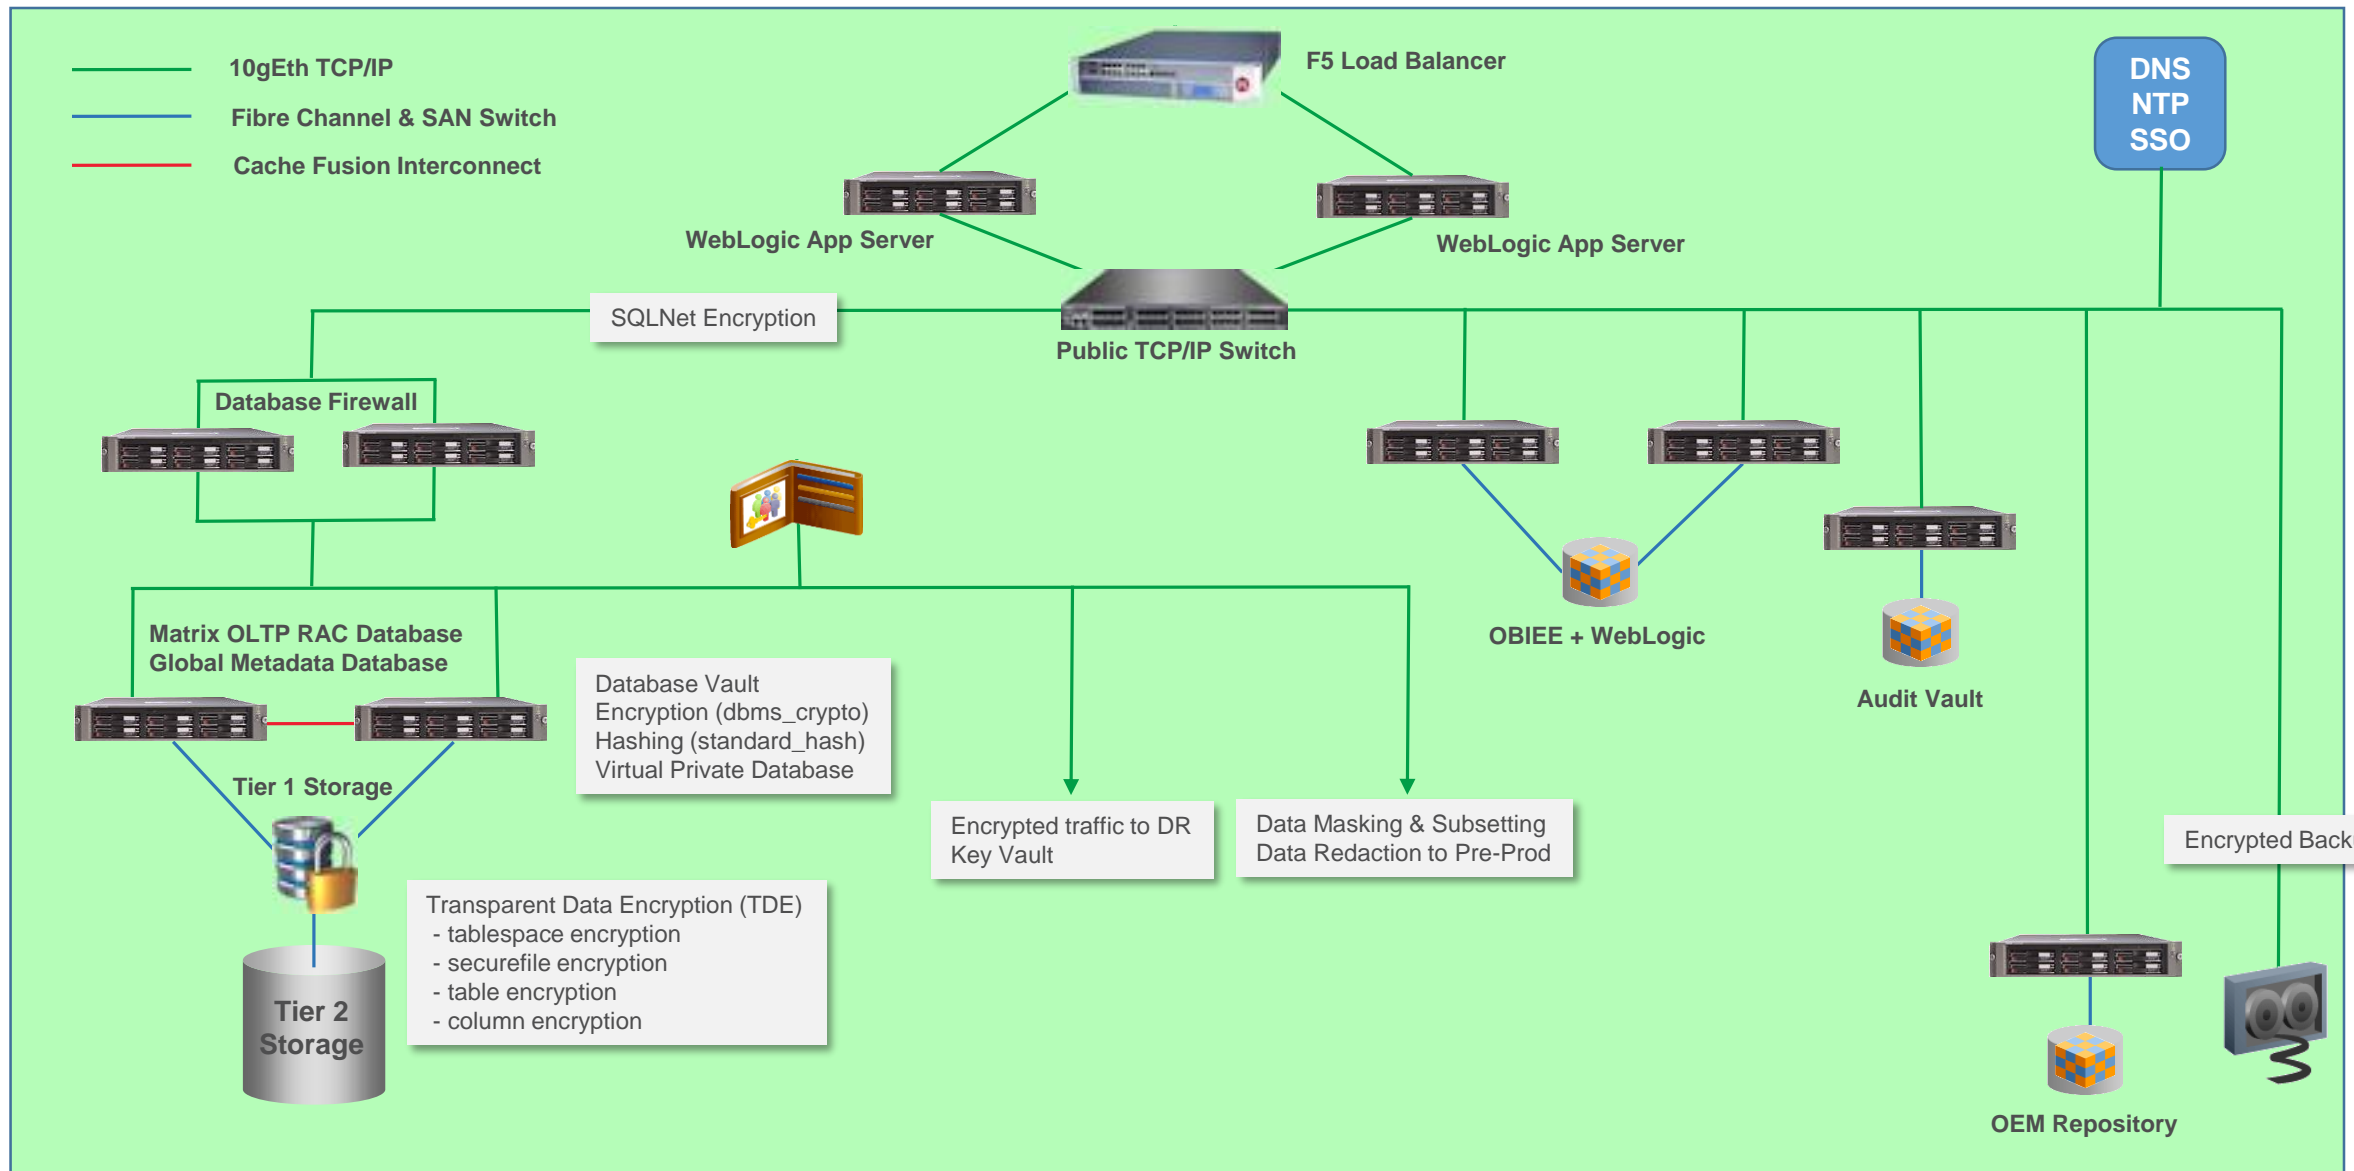 10gEth TCP/IP
Fibre Channel & SAN Switch
Cache Fusion Interconnect
F5 Load Balancer
DNS
NTP
SSO
WebLogic App Server
WebLogic App Server
SQLNet Encryption
Public TCP/IP Switch
Database Firewall
Matrix OLTP RAC Database
Global Metadata Database
OBIEE + WebLogic
Audit Vault
Database Vault
Encryption (dbms_crypto)
Hashing (standard_hash)
Virtual Private Database
Tier 1 Storage
Encrypted traffic to DR
Key Vault
Data Masking & Subsetting
Data Redaction to Pre-Prod
Encrypted
Transparent Data Encryption (TDE)
- tablespace encryption
- securefile encryption
- table encryption
- column encryption
Tier 2
Storage
OEM Repository